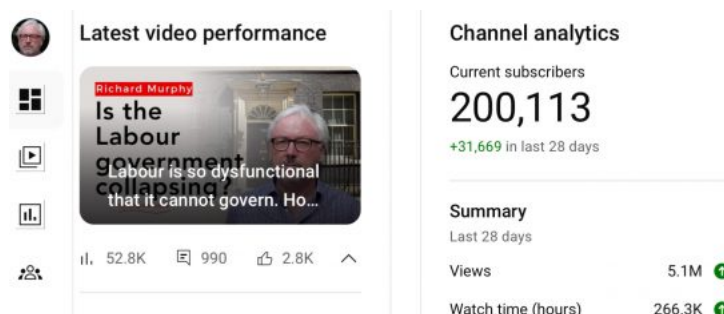 Latest video performance
Richard Murphy
Is the
Labour
government
collapsing?
Labour is so dysfunctional
that it cannot govern. Ho...
52.8K 990 2.8K
Channel analytics
Current subscribers
200,113
+31,669 in last 28 days
Summary
Last 28 days
Views 5.1M
Watch time (hours) 266.3K